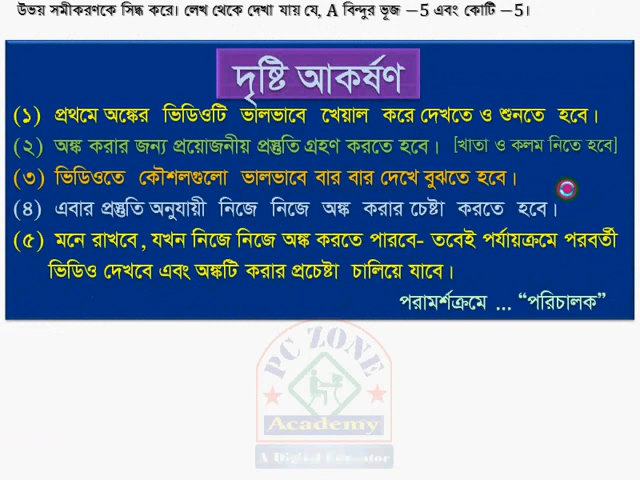 উভয় সমীকরণকে সিদ্ধ করে। লেখ থেকে দেখা যায় যে, A বিন্দুর ভূজ −5 এবং কোটি −5।
দৃষ্টি আকর্ষণ
(১) প্রথমে অঙ্কের ভিডিওটি ভালভাবে খেয়াল করে দেখতে ও শুনতে হবে।
(২) অঙ্ক করার জন্য প্রয়োজনীয় প্রস্তুতি গ্রহণ করতে হবে। [খাতা ও কলম নিতে হবে]
(৩) ভিডিওতে কৌশলগুলো ভালভাবে বার বার দেখে বুঝতে হবে।
(৪) এবার প্রস্তুতি অনুযায়ী নিজে নিজে অঙ্ক করার চেষ্টা করতে হবে।
(৫) মনে রাখবে, যখন নিজে নিজে অঙ্ক করতে পারবে- তবেই পর্যায়ক্রমে পরবর্তী
ভিডিও দেখবে এবং অঙ্কটি করার প্রচেষ্টা চালিয়ে যাবে।
পরামর্শক্রমে ... “পরিচালক”
PC ZONE
Academy
A Digital Educator